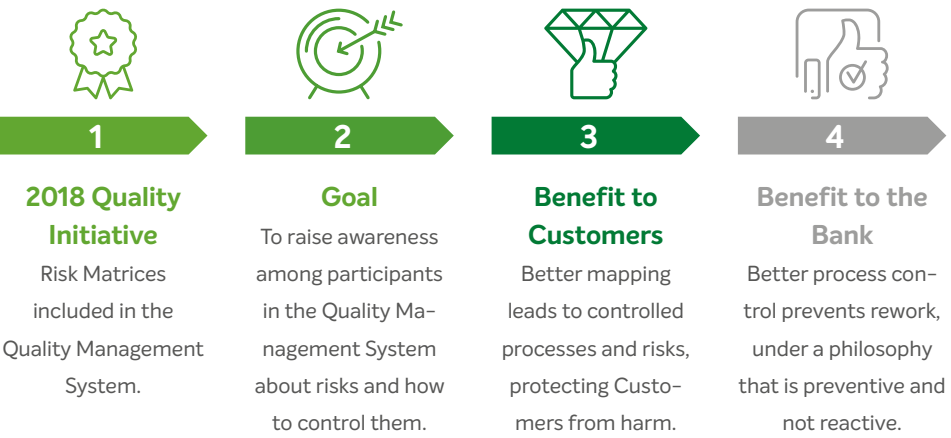 1
2018 Quality
Initiative
Risk Matrices
included in the
Quality Management
System.
2
Goal
To raise awareness
among participants
in the Quality Ma-
nagement System
about risks and how
to control them.
3
Benefit to
Customers
Better mapping
leads to controlled
processes and risks,
protecting Custo-
mers from harm.
4
Benefit to the
Bank
Better process con-
trol prevents rework,
under a philosophy
that is preventive and
not reactive.